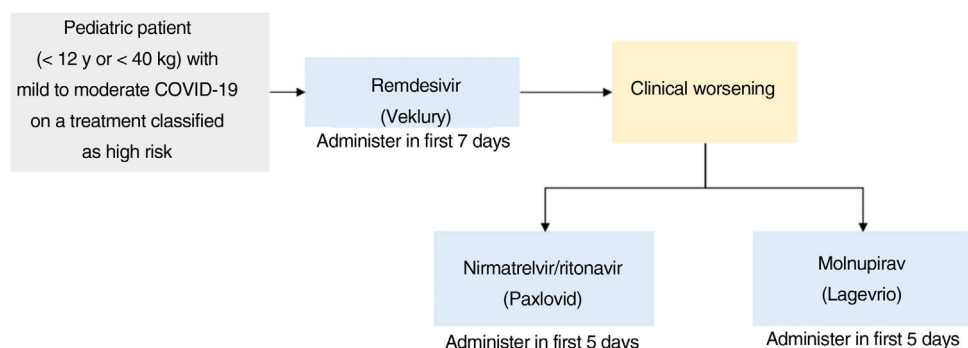 Pediatric patient
(< 12 y or < 40 kg) with
mild to moderate COVID-19
on a treatment classified
as high risk
Remdesivir
(Veklury)
Administer in first 7 days
Clinical worsening
Nirmatrelvir/ritonavir
(Paxlovid)
Administer in first 5 days
Molnupirav
(Lagevrio)
Administer in first 5 days